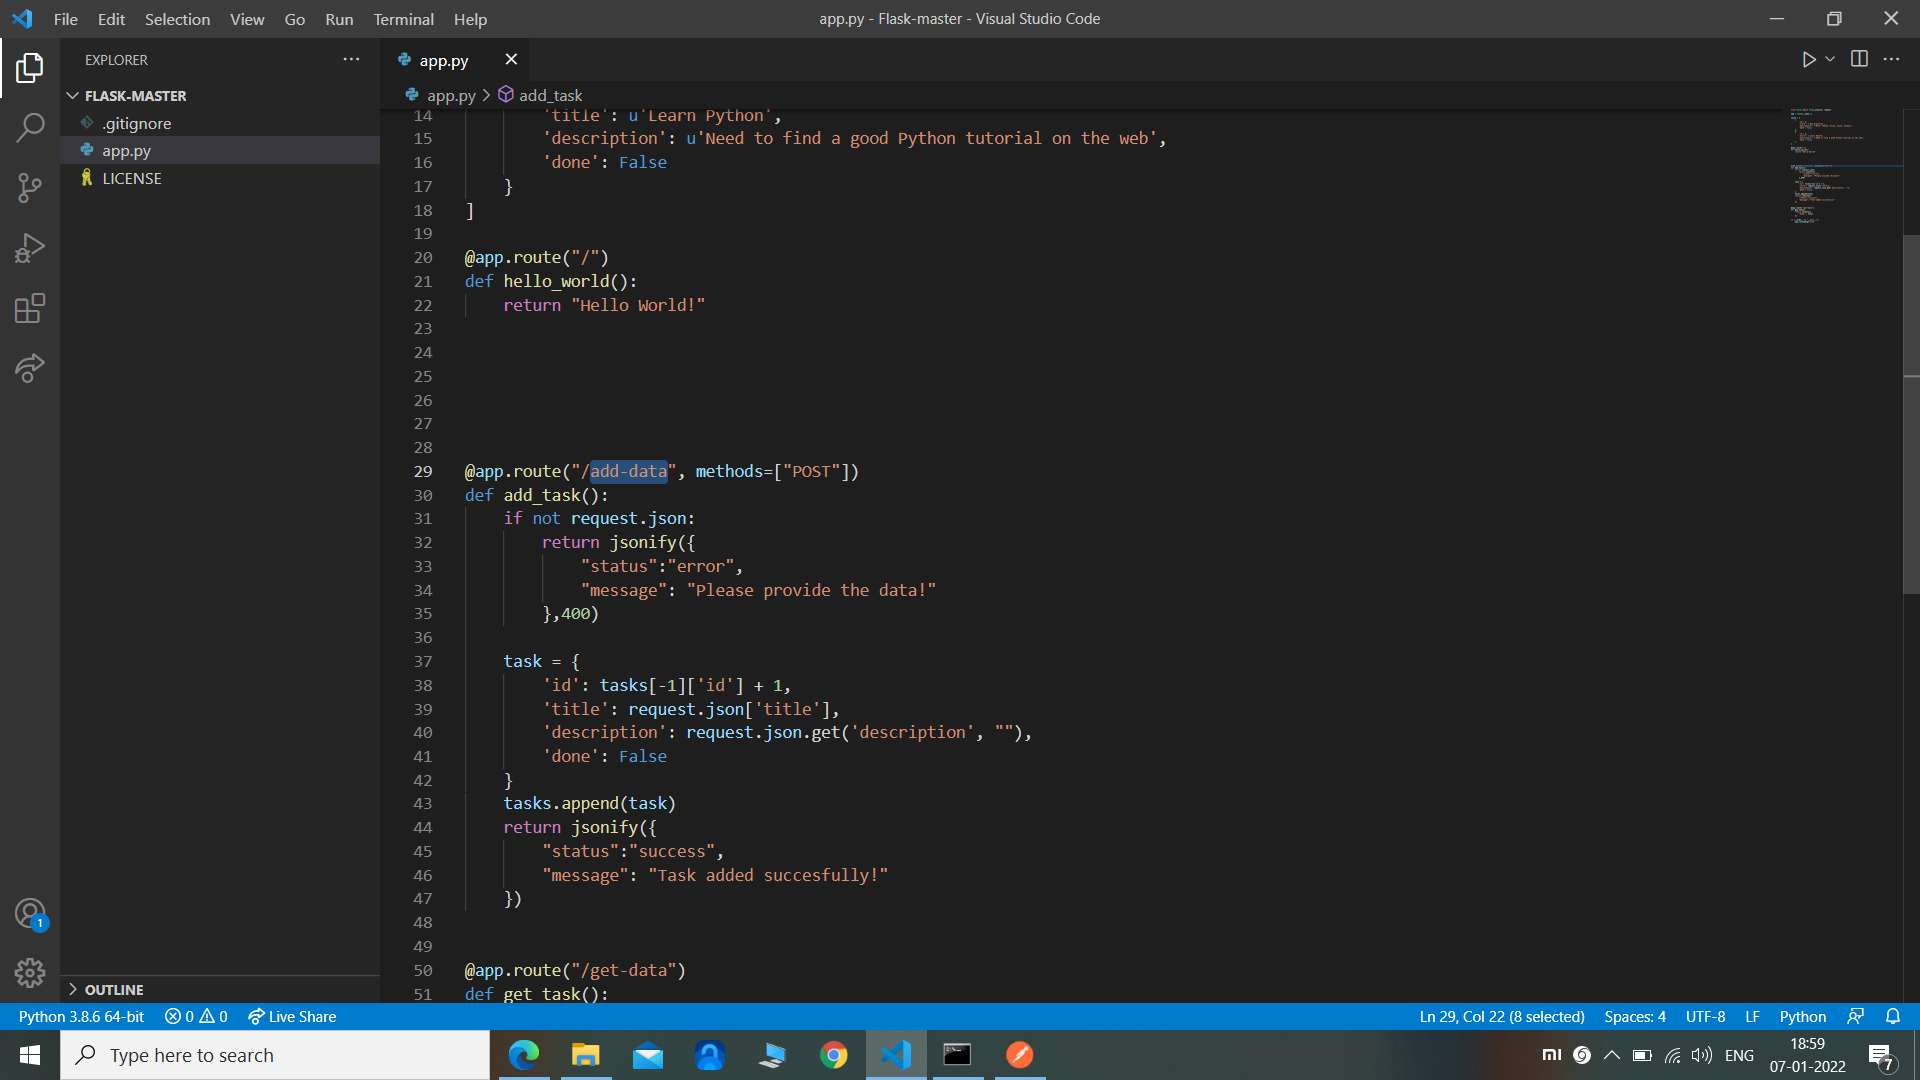 File Edit Selection View Go Run Terminal Help
app.py - Flask-master - Visual Studio Code
EXPLORER
FLASK-MASTER
.gitignore
app.py
LICENSE
OUTLINE
app.py
app.py > add_task
14 'title': u'Learn Python',
15 'description': u'Need to find a good Python tutorial on the web',
16 'done': False
17 }
18 ]
19
20 @app.route("/")
21 def hello_world():
22 return "Hello World!"
23
24
25
26
27
28
29 @app.route("/add-data", methods=["POST"])
30 def add_task():
31 if not request.json:
32 return jsonify({
33 "status":"error",
34 "message": "Please provide the data!"
35 },400)
36
37 task = {
38 'id': tasks[-1]['id'] + 1,
39 'title': request.json['title'],
40 'description': request.json.get('description', ""),
41 'done': False
42 }
43 tasks.append(task)
44 return jsonify({
45 "status":"success",
46 "message": "Task added succesfully!"
47 })
48
49
50 @app.route("/get-data")
51 def get_task():
1
Python 3.8.6 64-bit 0 0 Live Share
Ln 29, Col 22 (8 selected) Spaces: 4 UTF-8 LF Python
Type here to search
mi ENG
18:59
07-01-2022
7